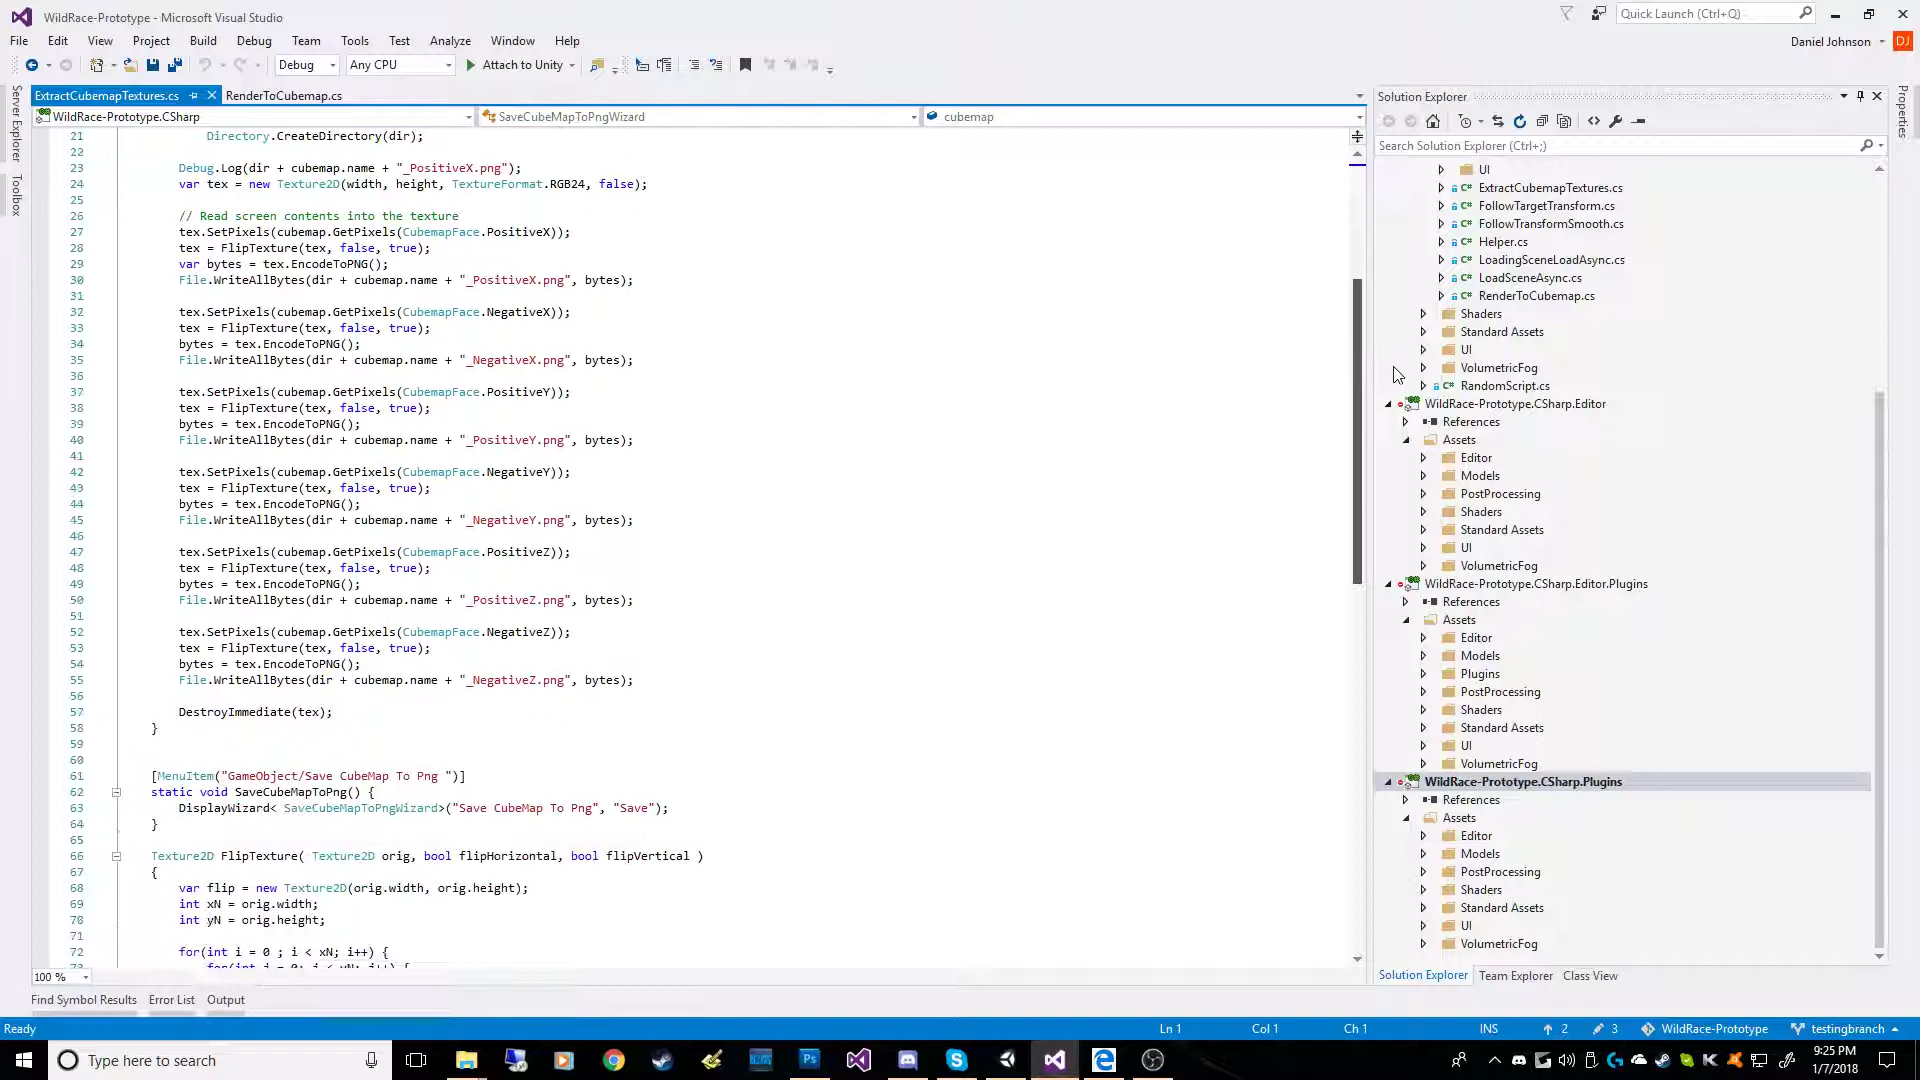 WildRace-Prototype - Microsoft Visual Studio
Quick Launch (Ctrl+Q)
File Edit View Project Build Debug Team Tools Test Analyze Window Help
Daniel Johnson DJ
Debug Any CPU Attach to Unity
Server Explorer
Toolbox
Properties
ExtractCubemapTextures.cs RenderToCubemap.cs
WildRace-Prototype.CSharp SaveCubeMapToPngWizard cubemap
21 Directory.CreateDirectory(dir);
22
23 Debug.Log(dir + cubemap.name + "_PositiveX.png");
24 var tex = new Texture2D(width, height, TextureFormat.RGB24, false);
25
26 // Read screen contents into the texture
27 tex.SetPixels(cubemap.GetPixels(CubemapFace.PositiveX));
28 tex = FlipTexture(tex, false, true);
29 var bytes = tex.EncodeToPNG();
30 File.WriteAllBytes(dir + cubemap.name + "_PositiveX.png", bytes);
31
32 tex.SetPixels(cubemap.GetPixels(CubemapFace.NegativeX));
33 tex = FlipTexture(tex, false, true);
34 bytes = tex.EncodeToPNG();
35 File.WriteAllBytes(dir + cubemap.name + "_NegativeX.png", bytes);
36
37 tex.SetPixels(cubemap.GetPixels(CubemapFace.PositiveY));
38 tex = FlipTexture(tex, false, true);
39 bytes = tex.EncodeToPNG();
40 File.WriteAllBytes(dir + cubemap.name + "_PositiveY.png", bytes);
41
42 tex.SetPixels(cubemap.GetPixels(CubemapFace.NegativeY));
43 tex = FlipTexture(tex, false, true);
44 bytes = tex.EncodeToPNG();
45 File.WriteAllBytes(dir + cubemap.name + "_NegativeY.png", bytes);
46
47 tex.SetPixels(cubemap.GetPixels(CubemapFace.PositiveZ));
48 tex = FlipTexture(tex, false, true);
49 bytes = tex.EncodeToPNG();
50 File.WriteAllBytes(dir + cubemap.name + "_PositiveZ.png", bytes);
51
52 tex.SetPixels(cubemap.GetPixels(CubemapFace.NegativeZ));
53 tex = FlipTexture(tex, false, true);
54 bytes = tex.EncodeToPNG();
55 File.WriteAllBytes(dir + cubemap.name + "_NegativeZ.png", bytes);
56
57 DestroyImmediate(tex);
58 }
59
60
61 [MenuItem("GameObject/Save CubeMap To Png ")]
62 static void SaveCubeMapToPng() {
63 DisplayWizard< SaveCubeMapToPngWizard>("Save CubeMap To Png", "Save");
64 }
65
66 Texture2D FlipTexture( Texture2D orig, bool flipHorizontal, bool flipVertical )
67 {
68 var flip = new Texture2D(orig.width, orig.height);
69 int xN = orig.width;
70 int yN = orig.height;
71
72 for(int i = 0 ; i < xN; i++) {
100 %
Find Symbol Results Error List Output
Solution Explorer
Search Solution Explorer (Ctrl+;)
UI
C# ExtractCubemapTextures.cs
C# FollowTargetTransform.cs
C# FollowTransformSmooth.cs
C# Helper.cs
C# LoadingSceneLoadAsync.cs
C# LoadSceneAsync.cs
C# RenderToCubemap.cs
Shaders
Standard Assets
UI
VolumetricFog
C# RandomScript.cs
WildRace-Prototype.CSharp.Editor
References
Assets
Editor
Models
PostProcessing
Shaders
Standard Assets
UI
VolumetricFog
WildRace-Prototype.CSharp.Editor.Plugins
References
Assets
Editor
Models
Plugins
PostProcessing
Shaders
Standard Assets
UI
VolumetricFog
WildRace-Prototype.CSharp.Plugins
References
Assets
Editor
Models
PostProcessing
Shaders
Standard Assets
UI
VolumetricFog
Solution Explorer Team Explorer Class View
Ready Ln 1 Col 1 Ch 1 INS 2 3 WildRace-Prototype testingbranch
Type here to search
Ps
9:25 PM
1/7/2018